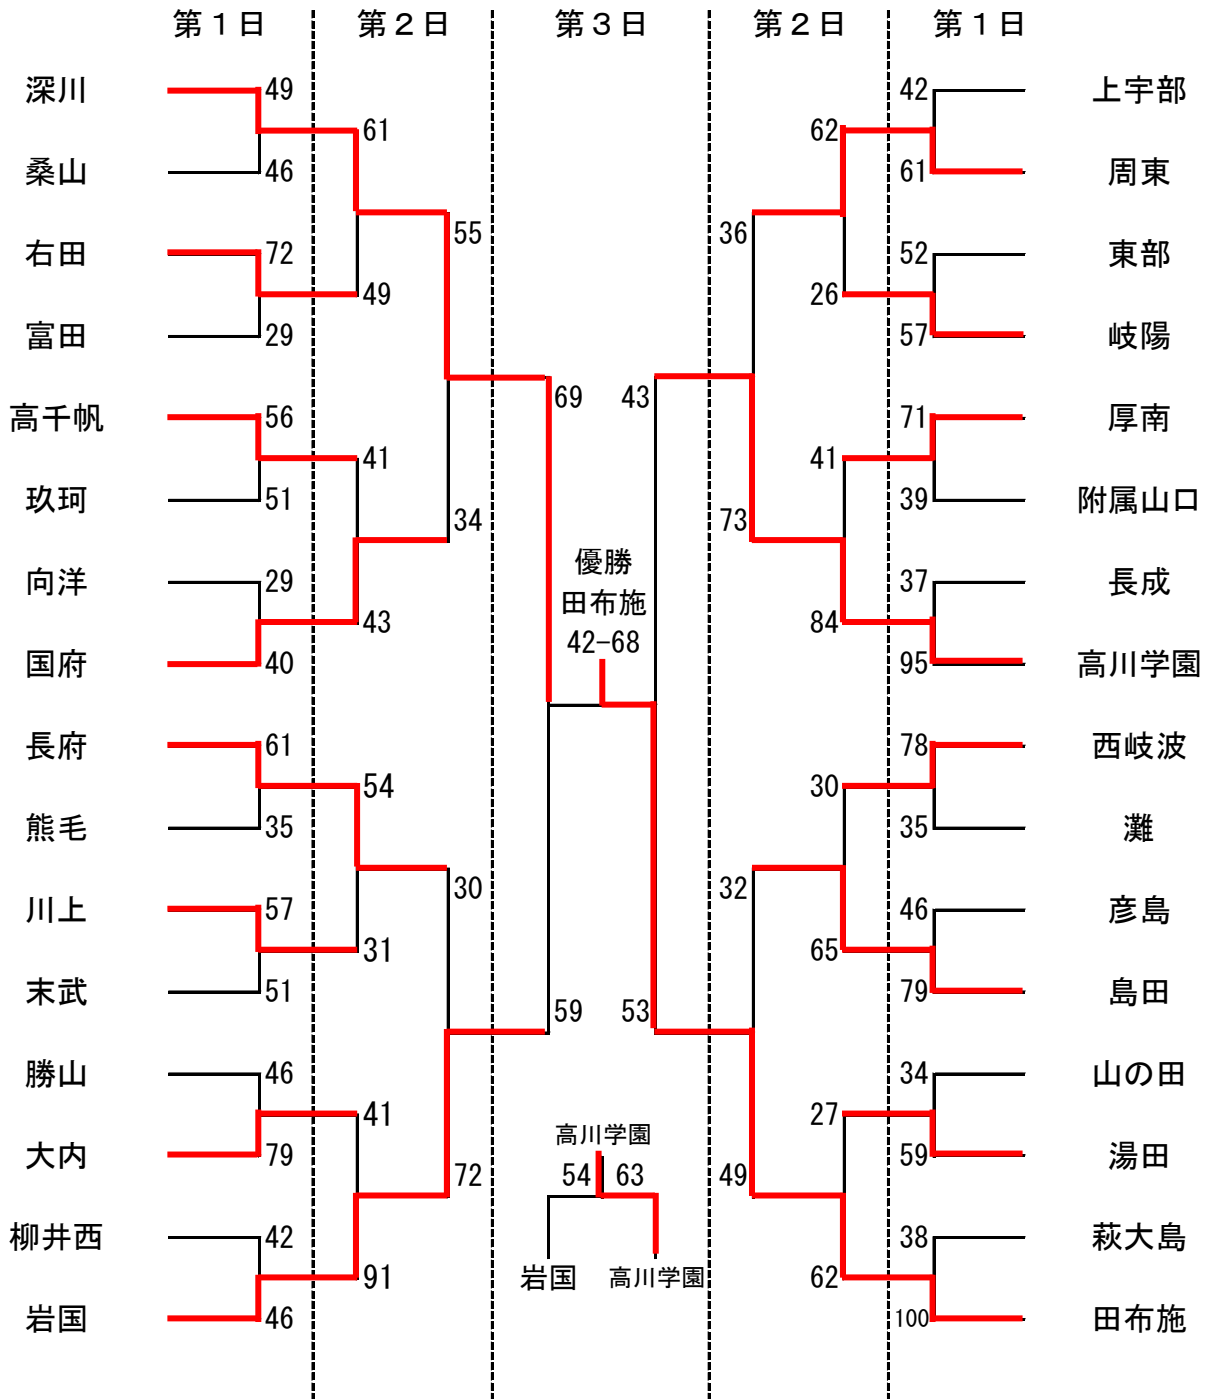 第1日 第2日 第3日 第2日 第1日
深川 49 42 上宇部
61 62
桑山 46 61 周東
55 36
右田 72 52 東部
49 26
富田 29 57 岐陽
69 43
高千帆 56 71 厚南
41 41
玖珂 51 39 附属山口
34 73
優勝
向洋 29 37 長成
田布施
43 84
42-68
国府 40 95 高川学園
長府 61 78 西岐波
54 30
熊毛 35 35 灘
30 32
川上 57 46 彦島
31 65
末武 51 79 島田
59 53
勝山 46 34 山の田
41 27
高川学園
大内 79 59 湯田
72 54 63 49
柳井西 42 38 萩大島
91 岩国 高川学園 62
岩国 46 100 田布施